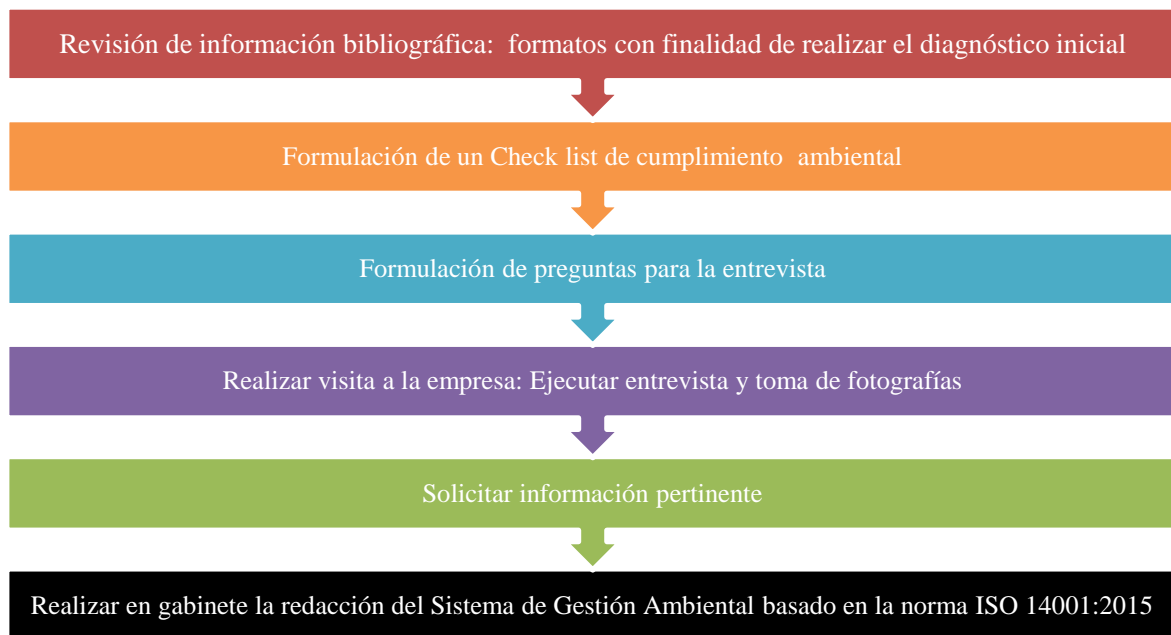 Revisión de información bibliográfica: formatos con finalidad de realizar el diagnóstico inicial
Formulación de un Check list de cumplimiento ambiental
Formulación de preguntas para la entrevista
Realizar visita a la empresa: Ejecutar entrevista y toma de fotografías
Solicitar información pertinente
Realizar en gabinete la redacción del Sistema de Gestión Ambiental basado en la norma ISO 14001:2015